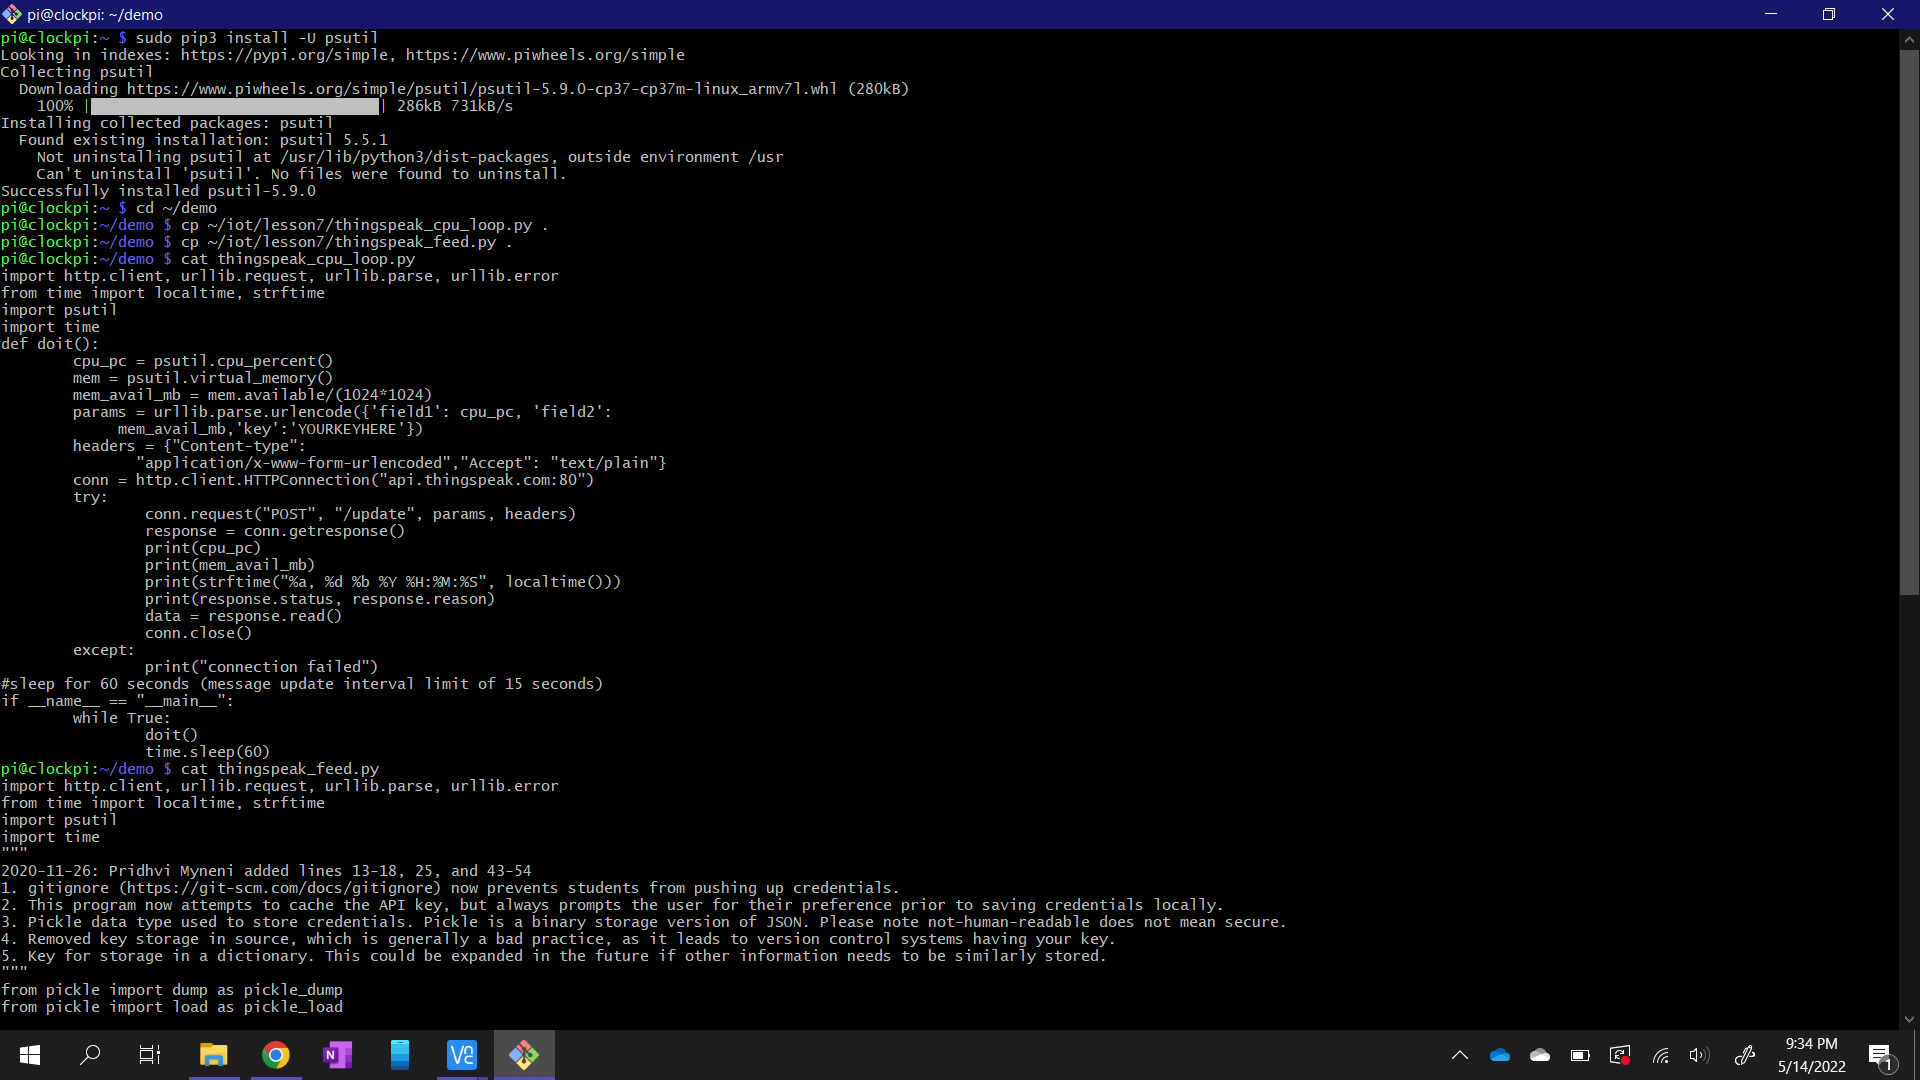 pi@clockpi: ~/demo
pi@clockpi:~ $ sudo pip3 install -U psutil
Looking in indexes: https://pypi.org/simple, https://www.piwheels.org/simple
Collecting psutil
  Downloading https://www.piwheels.org/simple/psutil/psutil-5.9.0-cp37-cp37m-linux_armv7l.whl (280kB)
    100% |████████████████████████████████| 286kB 731kB/s
Installing collected packages: psutil
  Found existing installation: psutil 5.5.1
    Not uninstalling psutil at /usr/lib/python3/dist-packages, outside environment /usr
    Can't uninstall 'psutil'. No files were found to uninstall.
Successfully installed psutil-5.9.0
pi@clockpi:~ $ cd ~/demo
pi@clockpi:~/demo $ cp ~/iot/lesson7/thingspeak_cpu_loop.py .
pi@clockpi:~/demo $ cp ~/iot/lesson7/thingspeak_feed.py .
pi@clockpi:~/demo $ cat thingspeak_cpu_loop.py
import http.client, urllib.request, urllib.parse, urllib.error
from time import localtime, strftime
import psutil
import time
def doit():
        cpu_pc = psutil.cpu_percent()
        mem = psutil.virtual_memory()
        mem_avail_mb = mem.available/(1024*1024)
        params = urllib.parse.urlencode({'field1': cpu_pc, 'field2':
             mem_avail_mb,'key':'YOURKEYHERE'})
        headers = {"Content-type":
               "application/x-www-form-urlencoded","Accept": "text/plain"}
        conn = http.client.HTTPConnection("api.thingspeak.com:80")
        try:
                conn.request("POST", "/update", params, headers)
                response = conn.getresponse()
                print(cpu_pc)
                print(mem_avail_mb)
                print(strftime("%a, %d %b %Y %H:%M:%S", localtime()))
                print(response.status, response.reason)
                data = response.read()
                conn.close()
        except:
                print("connection failed")
#sleep for 60 seconds (message update interval limit of 15 seconds)
if __name__ == "__main__":
        while True:
                doit()
                time.sleep(60)
pi@clockpi:~/demo $ cat thingspeak_feed.py
import http.client, urllib.request, urllib.parse, urllib.error
from time import localtime, strftime
import psutil
import time
"""
2020-11-26: Pridhvi Myneni added lines 13-18, 25, and 43-54
1. gitignore (https://git-scm.com/docs/gitignore) now prevents students from pushing up credentials.
2. This program now attempts to cache the API key, but always prompts the user for their preference prior to saving credentials locally.
3. Pickle data type used to store credentials. Pickle is a binary storage version of JSON. Please note not-human-readable does not mean secure.
4. Removed key storage in source, which is generally a bad practice, as it leads to version control systems having your key.
5. Key for storage in a dictionary. This could be expanded in the future if other information needs to be similarly stored.
"""
from pickle import dump as pickle_dump
from pickle import load as pickle_load
N
VC
9:34 PM
5/14/2022
1